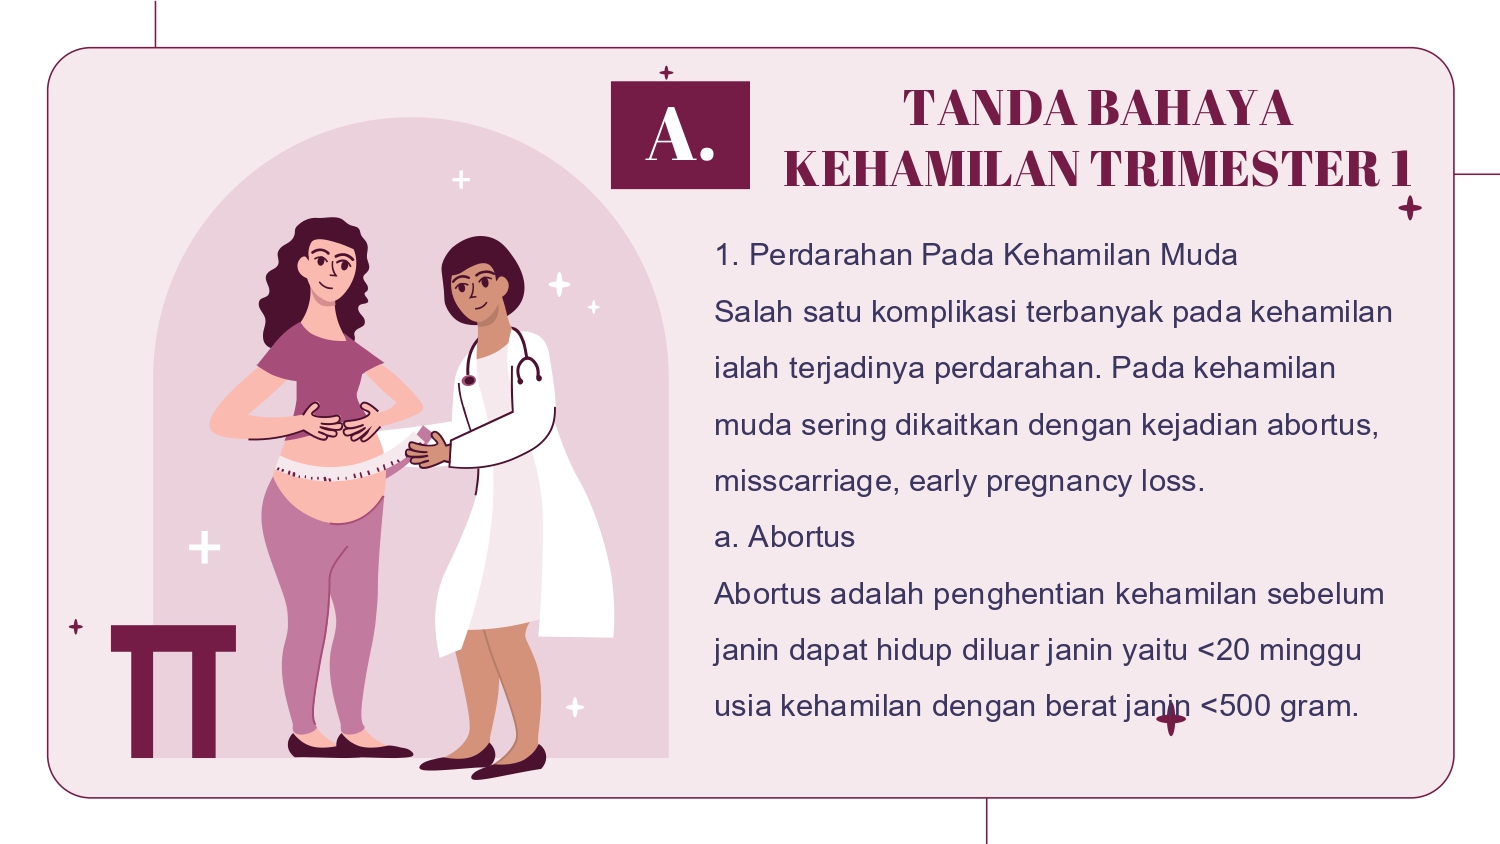 A.
TANDA BAHAYA
KEHAMILAN TRIMESTER 1
1. Perdarahan Pada Kehamilan Muda
Salah satu komplikasi terbanyak pada kehamilan
ialah terjadinya perdarahan. Pada kehamilan
muda sering dikaitkan dengan kejadian abortus,
misscarriage, early pregnancy loss.
a. Abortus
Abortus adalah penghentian kehamilan sebelum
janin dapat hidup diluar janin yaitu <20 minggu
usia kehamilan dengan berat janin <500 gram.